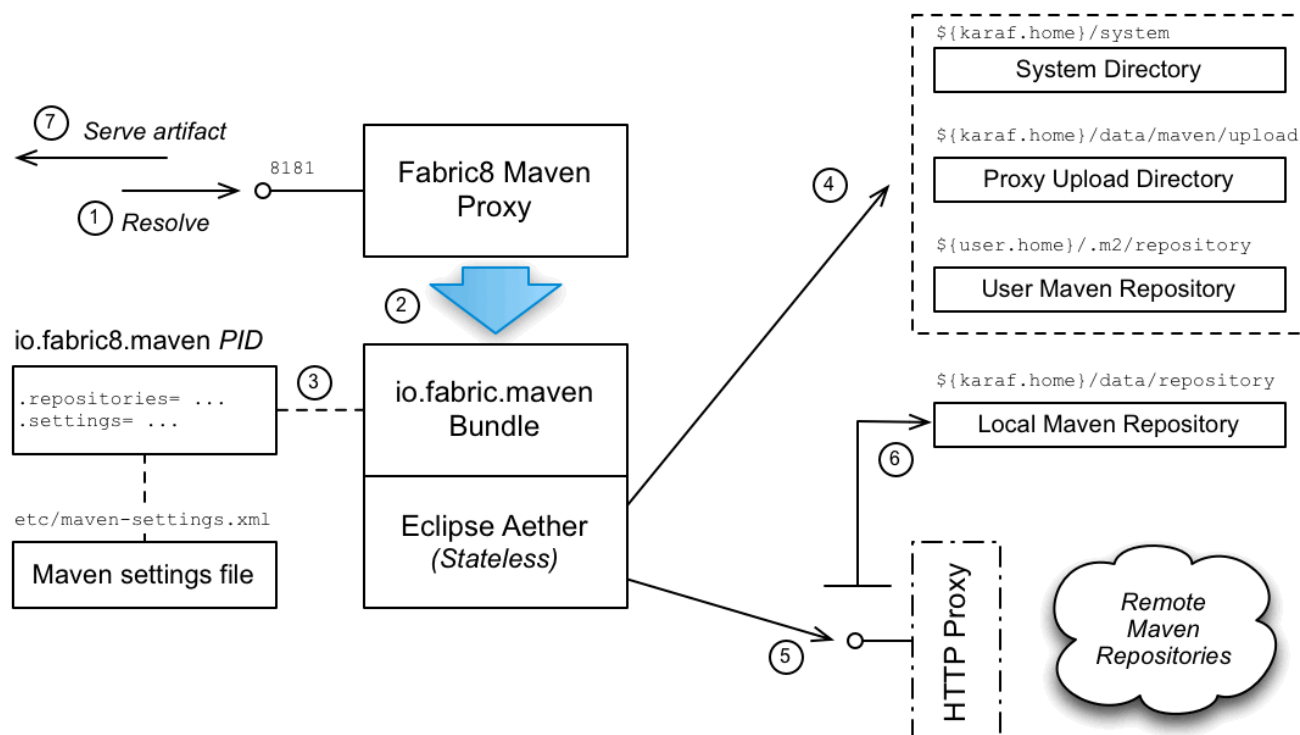 7
Serve artifact
8181
1
Resolve
Fabric8 Maven
Proxy
2
io.fabric8.maven PID
.repositories= ...
.settings= ...
3
io.fabric.maven
Bundle
Eclipse Aether
(Stateless)
etc/maven-settings.xml
Maven settings file
4
${karaf.home}/system
System Directory
${karaf.home}/data/maven/upload
Proxy Upload Directory
${user.home}/.m2/repository
User Maven Repository
${karaf.home}/data/repository
Local Maven Repository
6
5
HTTP Proxy
Remote
Maven
Repositories